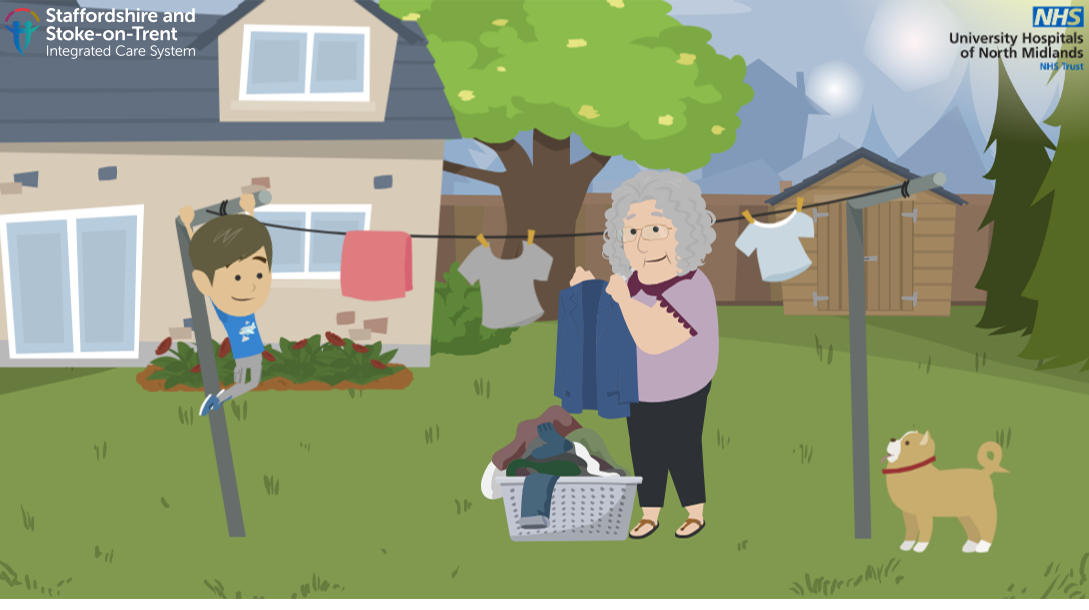 Staffordshire and
Stoke-on-Trent
Integrated Care System
NHS
University Hospitals
of North Midlands
NHS Trust